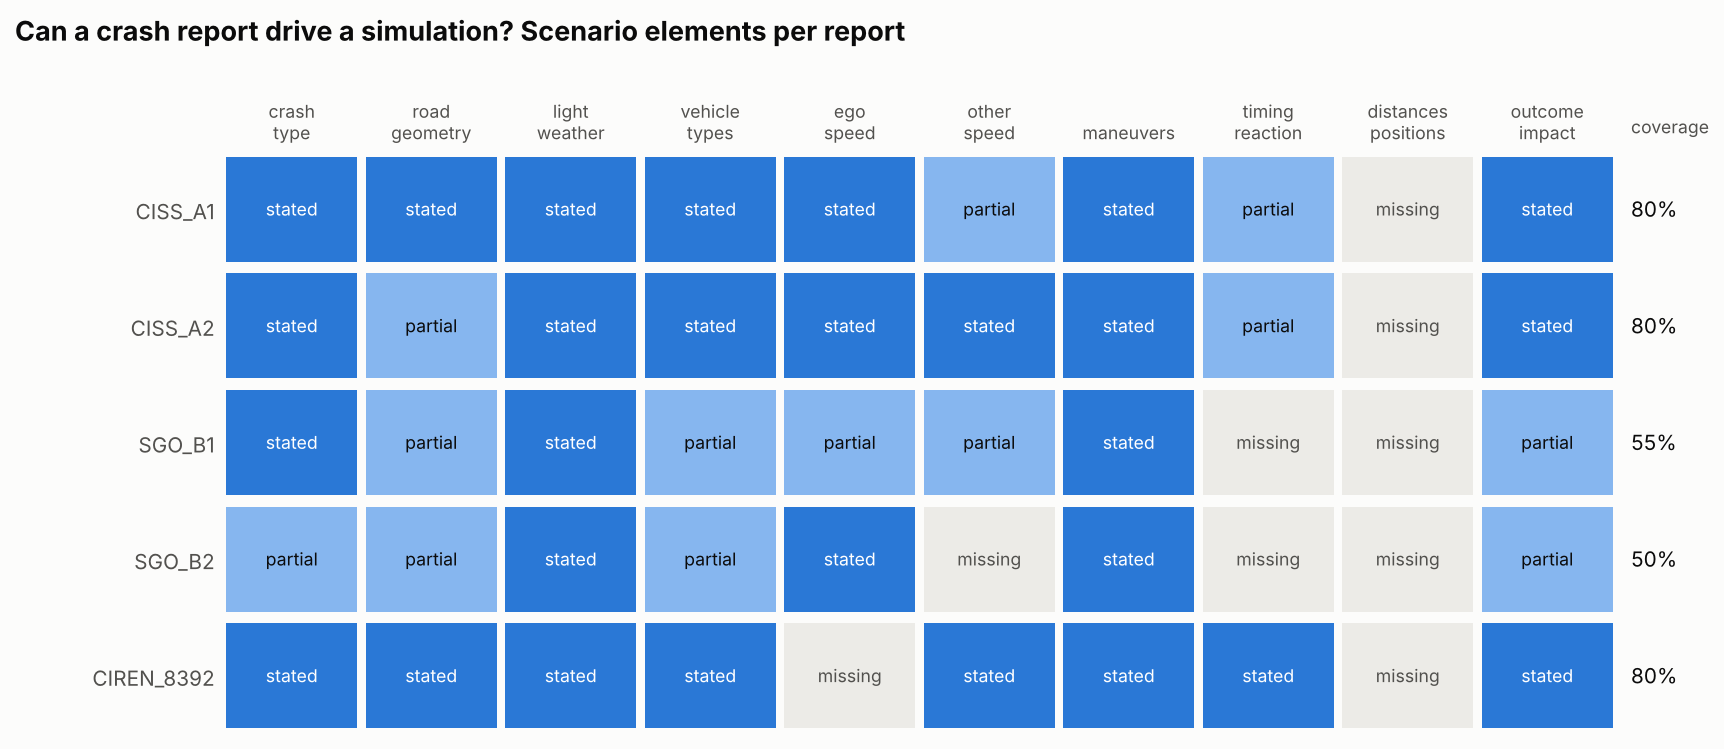 Can a crash report drive a simulation? Scenario elements per report
crash type
road geometry
light weather
vehicle types
ego speed
other speed
maneuvers
timing reaction
distances positions
outcome impact
coverage
CISS_A1 stated stated stated stated stated partial stated partial missing stated 80%
CISS_A2 stated partial stated stated stated stated stated partial missing stated 80%
SGO_B1 stated partial stated partial partial partial stated missing missing partial 55%
SGO_B2 partial partial stated partial stated missing stated missing missing partial 50%
CIREN_8392 stated stated stated stated missing stated stated stated missing stated 80%